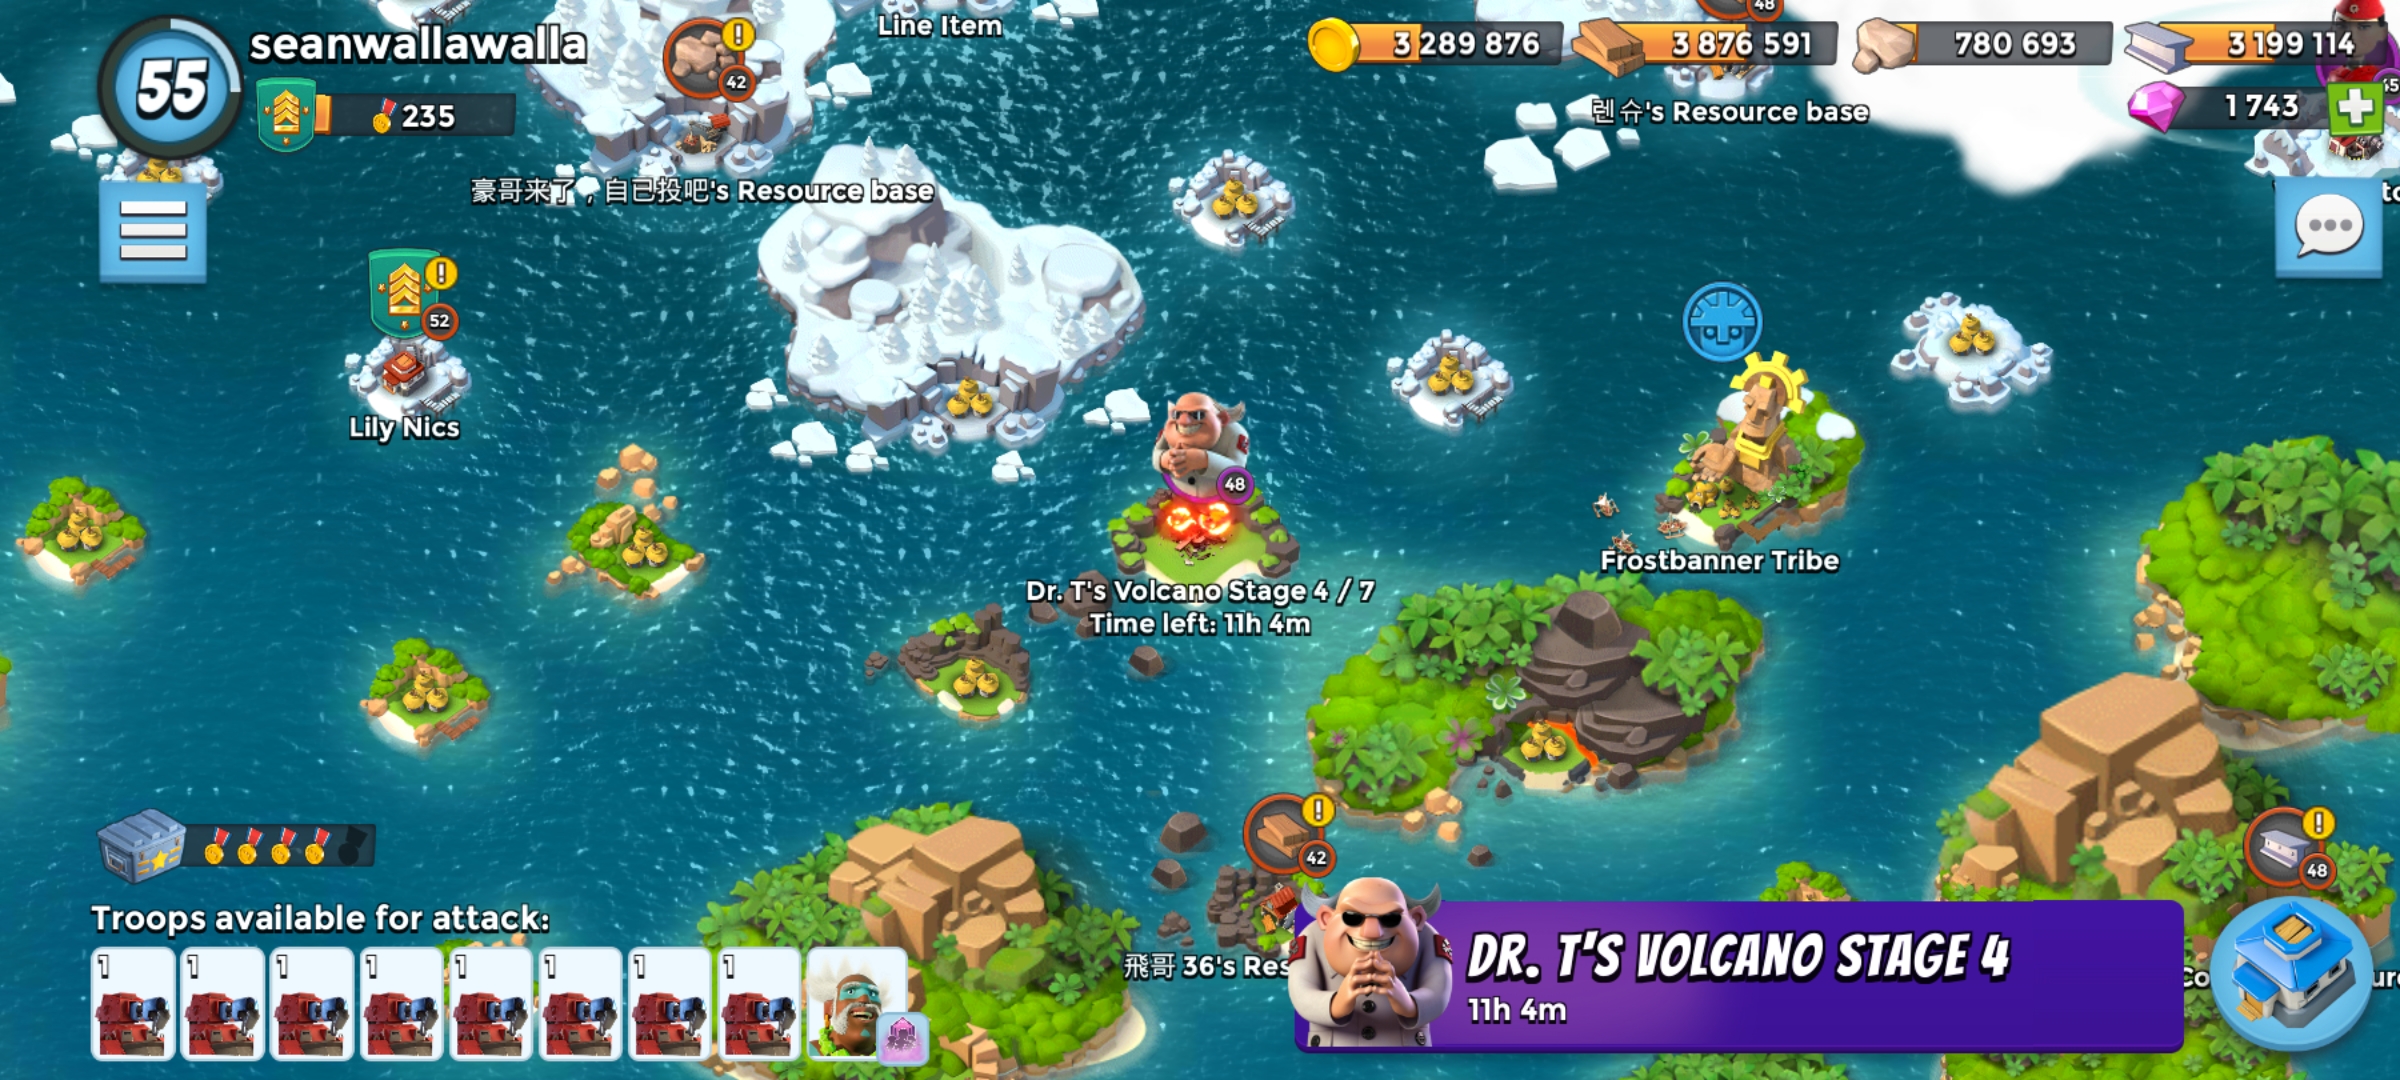 Line Item
48
55
seanwallawalla
235
42
3 289 876
3 876 591
780 693
3 199 114
1 743
렌슈's Resource base
豪哥来了，自已投吧's Resource base
52
Lily Nics
48
Dr. T's Volcano Stage 4 / 7
Time left: 11h 4m
Frostbanner Tribe
42
48
Troops available for attack:
1
1
1
1
1
1
1
1
飛哥 36's Res
DR. T'S VOLCANO STAGE 4
11h 4m